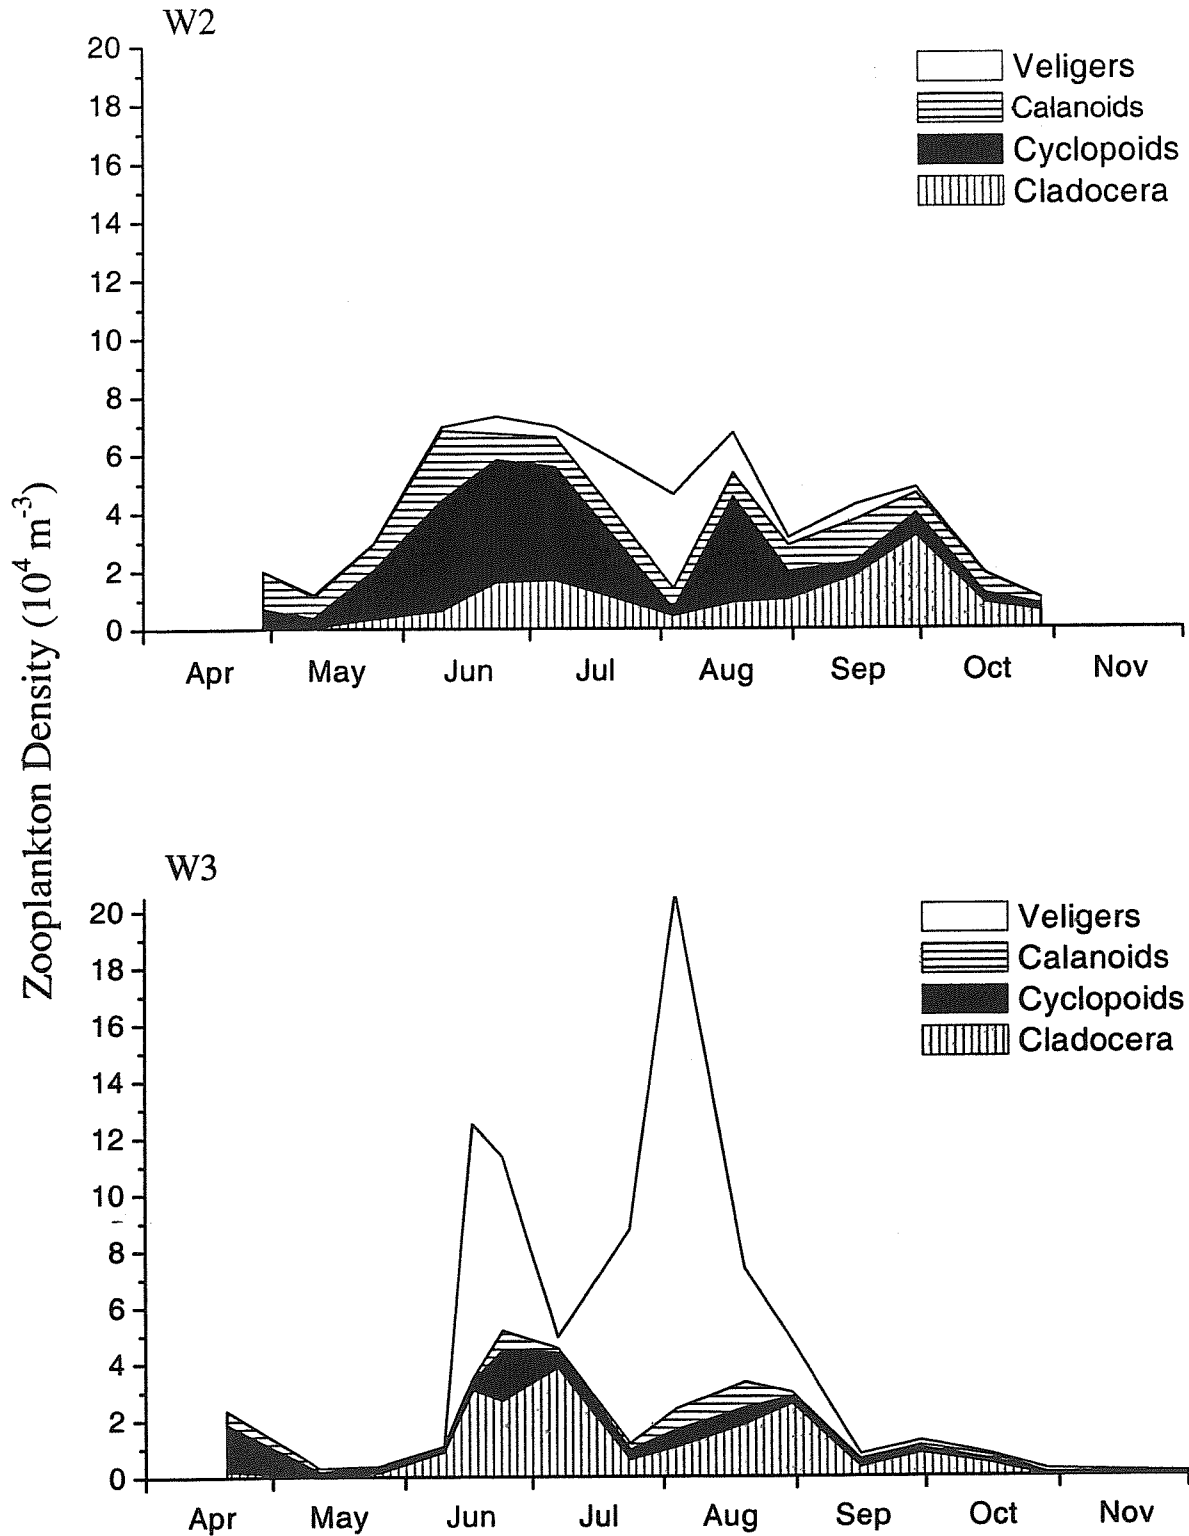 W2
Veligers
Calanoids
Cyclopoids
Cladocera
20
18
16
14
12
10
8
6
4
2
0
Apr May Jun Jul Aug Sep Oct Nov
Zooplankton Density (10⁴ m⁻³)
W3
Veligers
Calanoids
Cyclopoids
Cladocera
20
18
16
14
12
10
8
6
4
2
0
Apr May Jun Jul Aug Sep Oct Nov